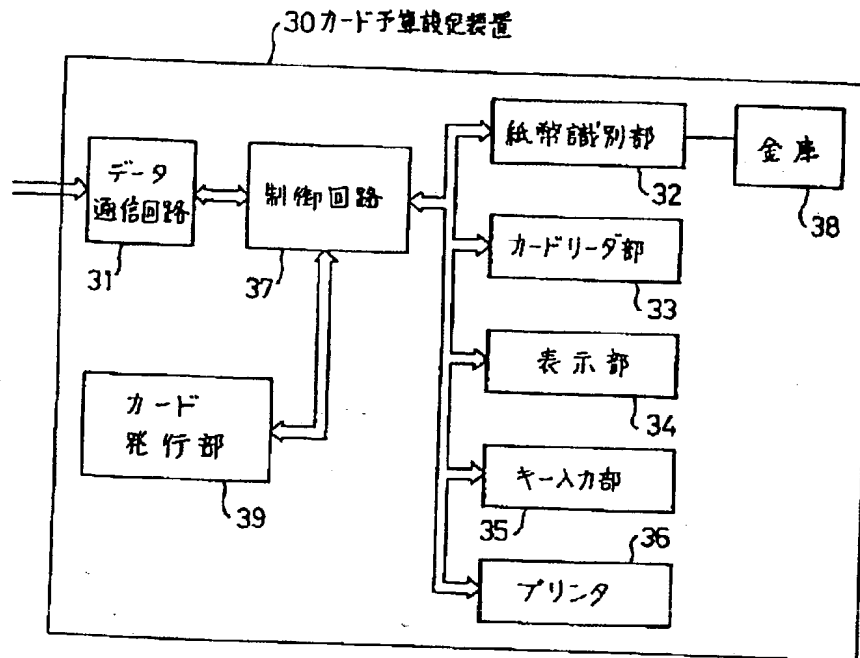 30 カード予算設定装置
データ
通信回路
31
制御回路
37
紙幣識別部
32
金庫
38
カードリーダ部
33
表示部
34
カード
発行部
39
キー入力部
35
36
プリンタ